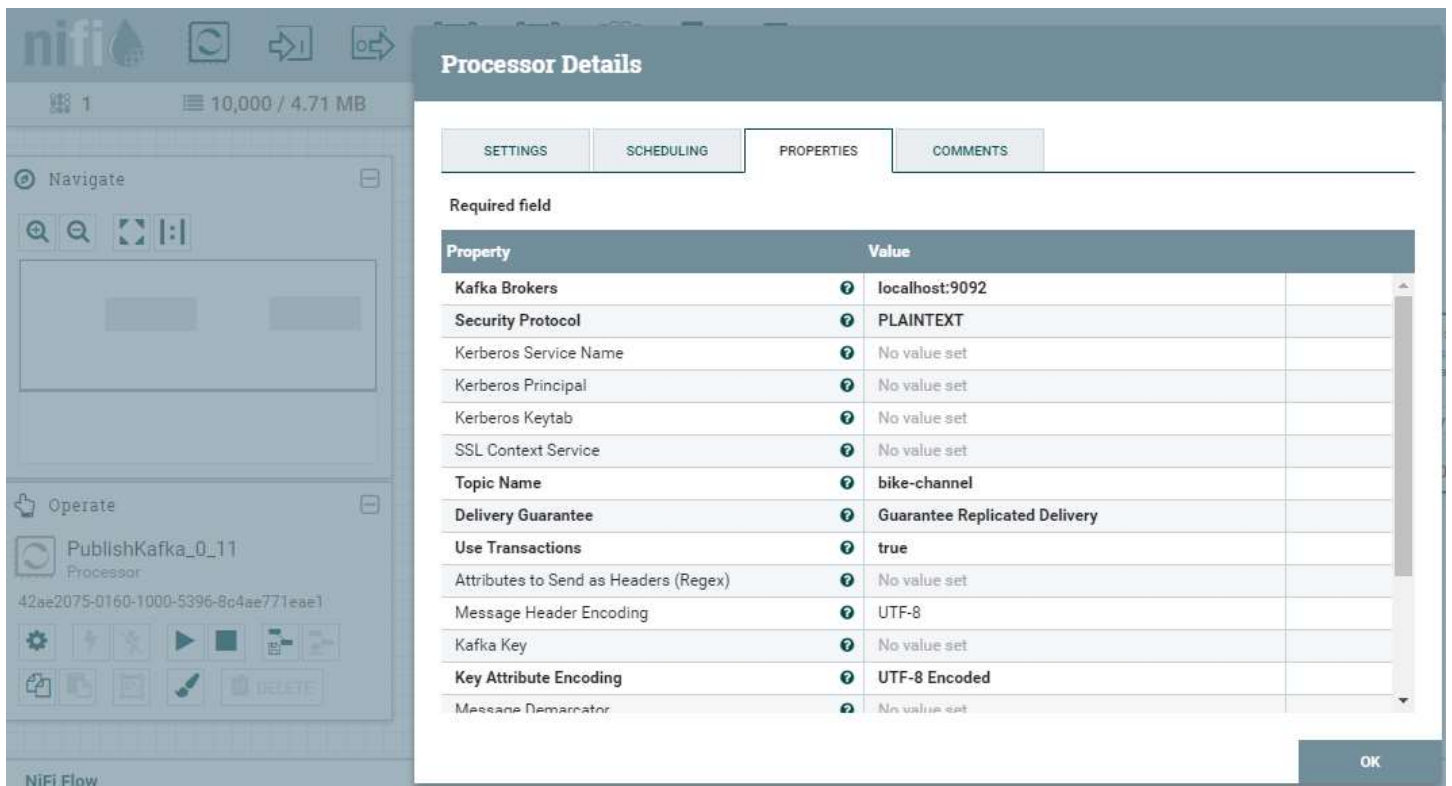 nifi
Processor Details
1 10,000 / 4.71 MB
SETTINGS SCHEDULING PROPERTIES COMMENTS
Navigate
Required field
Property Value
Kafka Brokers localhost:9092
Security Protocol PLAINTEXT
Kerberos Service Name No value set
Kerberos Principal No value set
Kerberos Keytab No value set
SSL Context Service No value set
Topic Name bike-channel
Delivery Guarantee Guarantee Replicated Delivery
Use Transactions true
Attributes to Send as Headers (Regex) No value set
Message Header Encoding UTF-8
Kafka Key No value set
Key Attribute Encoding UTF-8 Encoded
Message Demarcator No value set
Operate
PublishKafka_0_11
Processor
42ae2075-0160-1000-5396-8c4ae771eae1
DELETE
OK
NiFi Flow